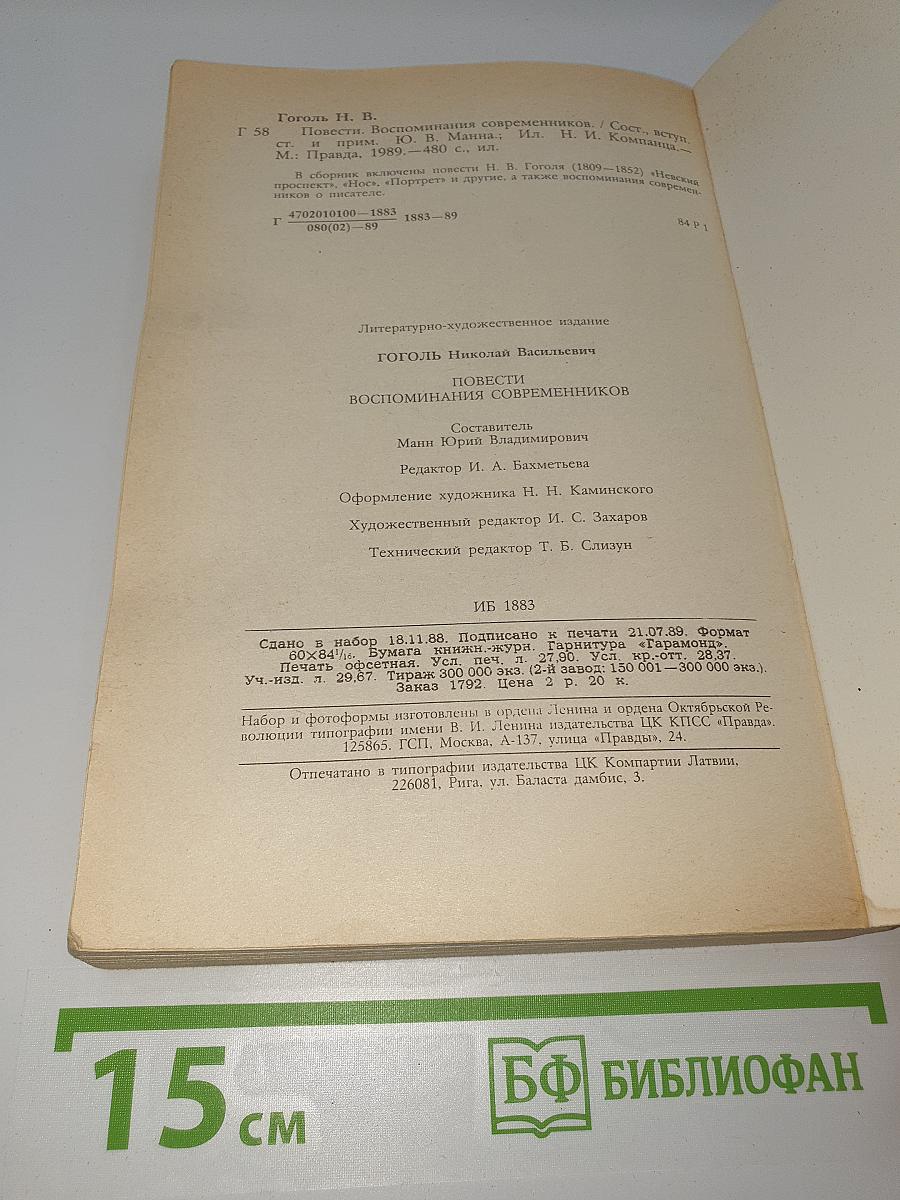 Гоголь Н. В.
Г 58 Повести. Воспоминания современников. / Сост., вступ.
ст. и прим. Ю. В. Манна.; Ил. Н. И. Компанца.—
М.: Правда, 1989.—480 с., ил.
В сборник включены повести Н. В. Гоголя (1809—1852) «Невский
проспект», «Нос», «Портрет» и другие, а также воспоминания современ-
ников о писателе.
Г 4702010100—1883 1883—89
080(02)—89
84 Р 1
Литературно-художественное издание
ГОГОЛЬ Николай Васильевич
ПОВЕСТИ
ВОСПОМИНАНИЯ СОВРЕМЕННИКОВ
Составитель
Манн Юрий Владимирович
Редактор И. А. Бахметьева
Оформление художника Н. Н. Каминского
Художественный редактор И. С. Захаров
Технический редактор Т. Б. Слизун
ИБ 1883
Сдано в набор 18.11.88. Подписано к печати 21.07.89. Формат
60×84¹/₁₆. Бумага книжн.-журн. Гарнитура «Гарамонд».
Печать офсетная. Усл. печ. л. 27,90. Усл. кр.-отт. 28,37.
Уч.-изд. л. 29,67. Тираж 300 000 экз. (2-й завод: 150 001—300 000 экз.).
Заказ 1792. Цена 2 р. 20 к.
Набор и фотоформы изготовлены в ордена Ленина и ордена Октябрьской Ре-
волюции типографии имени В. И. Ленина издательства ЦК КПСС «Правда».
125865. ГСП, Москва, А-137, улица «Правды», 24.
Отпечатано в типографии издательства ЦК Компартии Латвии,
226081, Рига, ул. Баласта дамбис, 3.
15 см
БФ БИБЛИОФАН